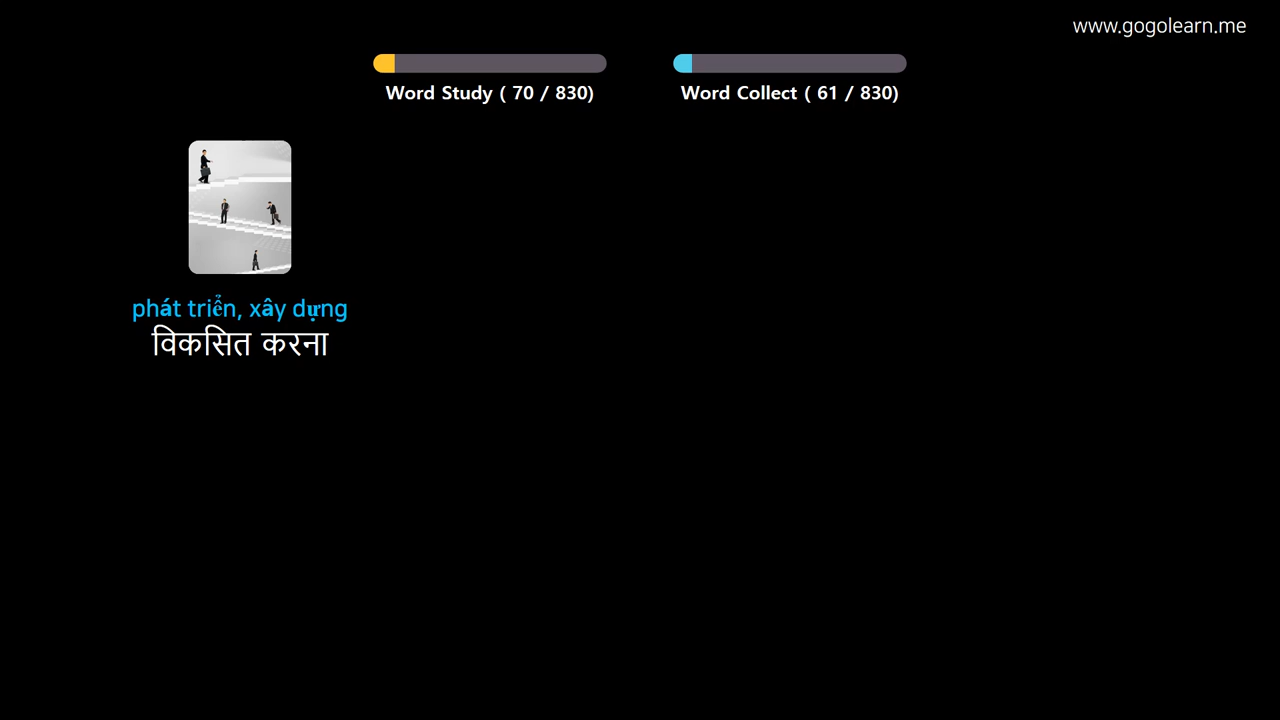 www.gogolearn.me
Word Study ( 70 / 830)
Word Collect ( 61 / 830)
phát triển, xây dựng
विकसित करना